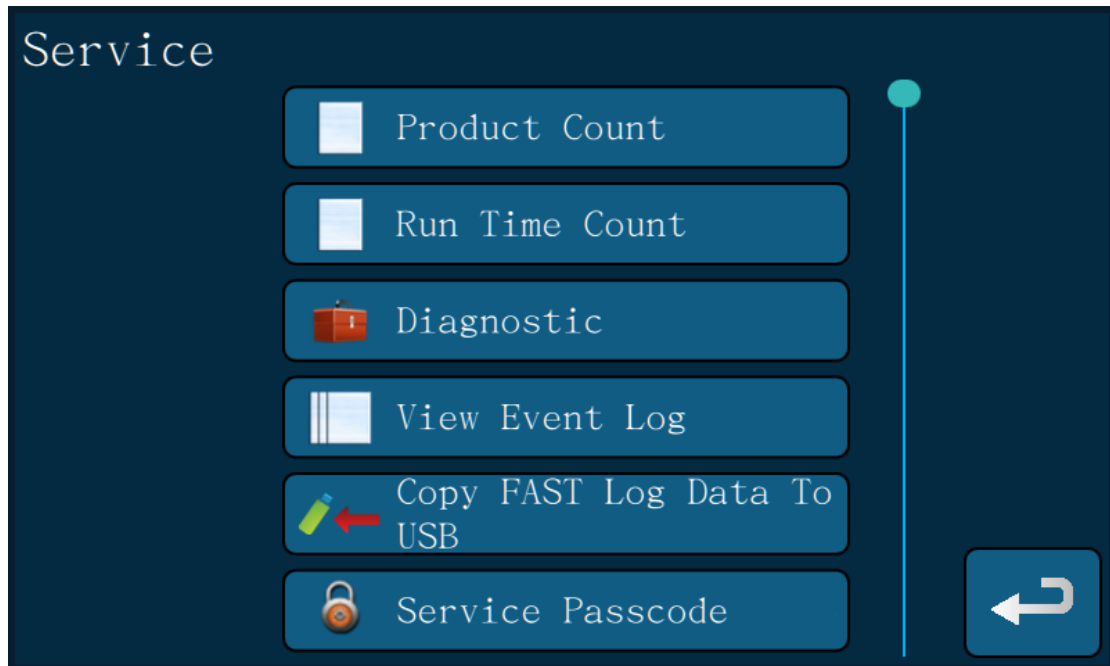 Service
Product Count
Run Time Count
Diagnostic
View Event Log
Copy FAST Log Data To
USB
Service Passcode